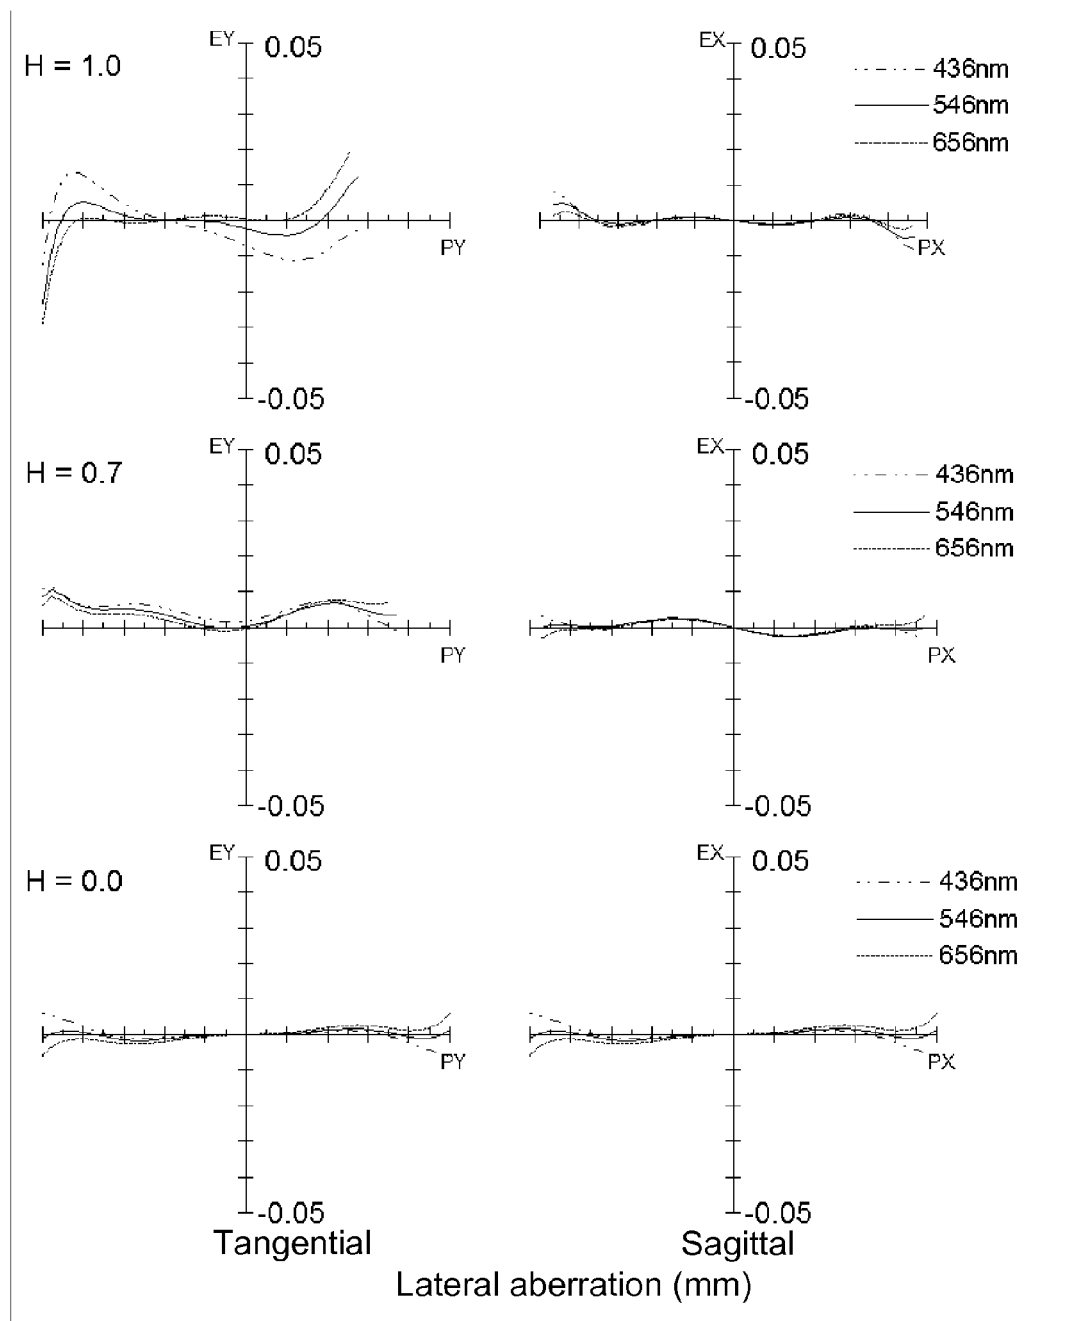 EY 0.05 EX 0.05
H = 1.0
436nm
546nm
656nm
PY PX
-0.05 -0.05
EY 0.05 EX 0.05
H = 0.7
436nm
546nm
656nm
PY PX
-0.05 -0.05
EY 0.05 EX 0.05
H = 0.0
436nm
546nm
656nm
PY PX
-0.05 -0.05
Tangential Sagittal
Lateral aberration (mm)